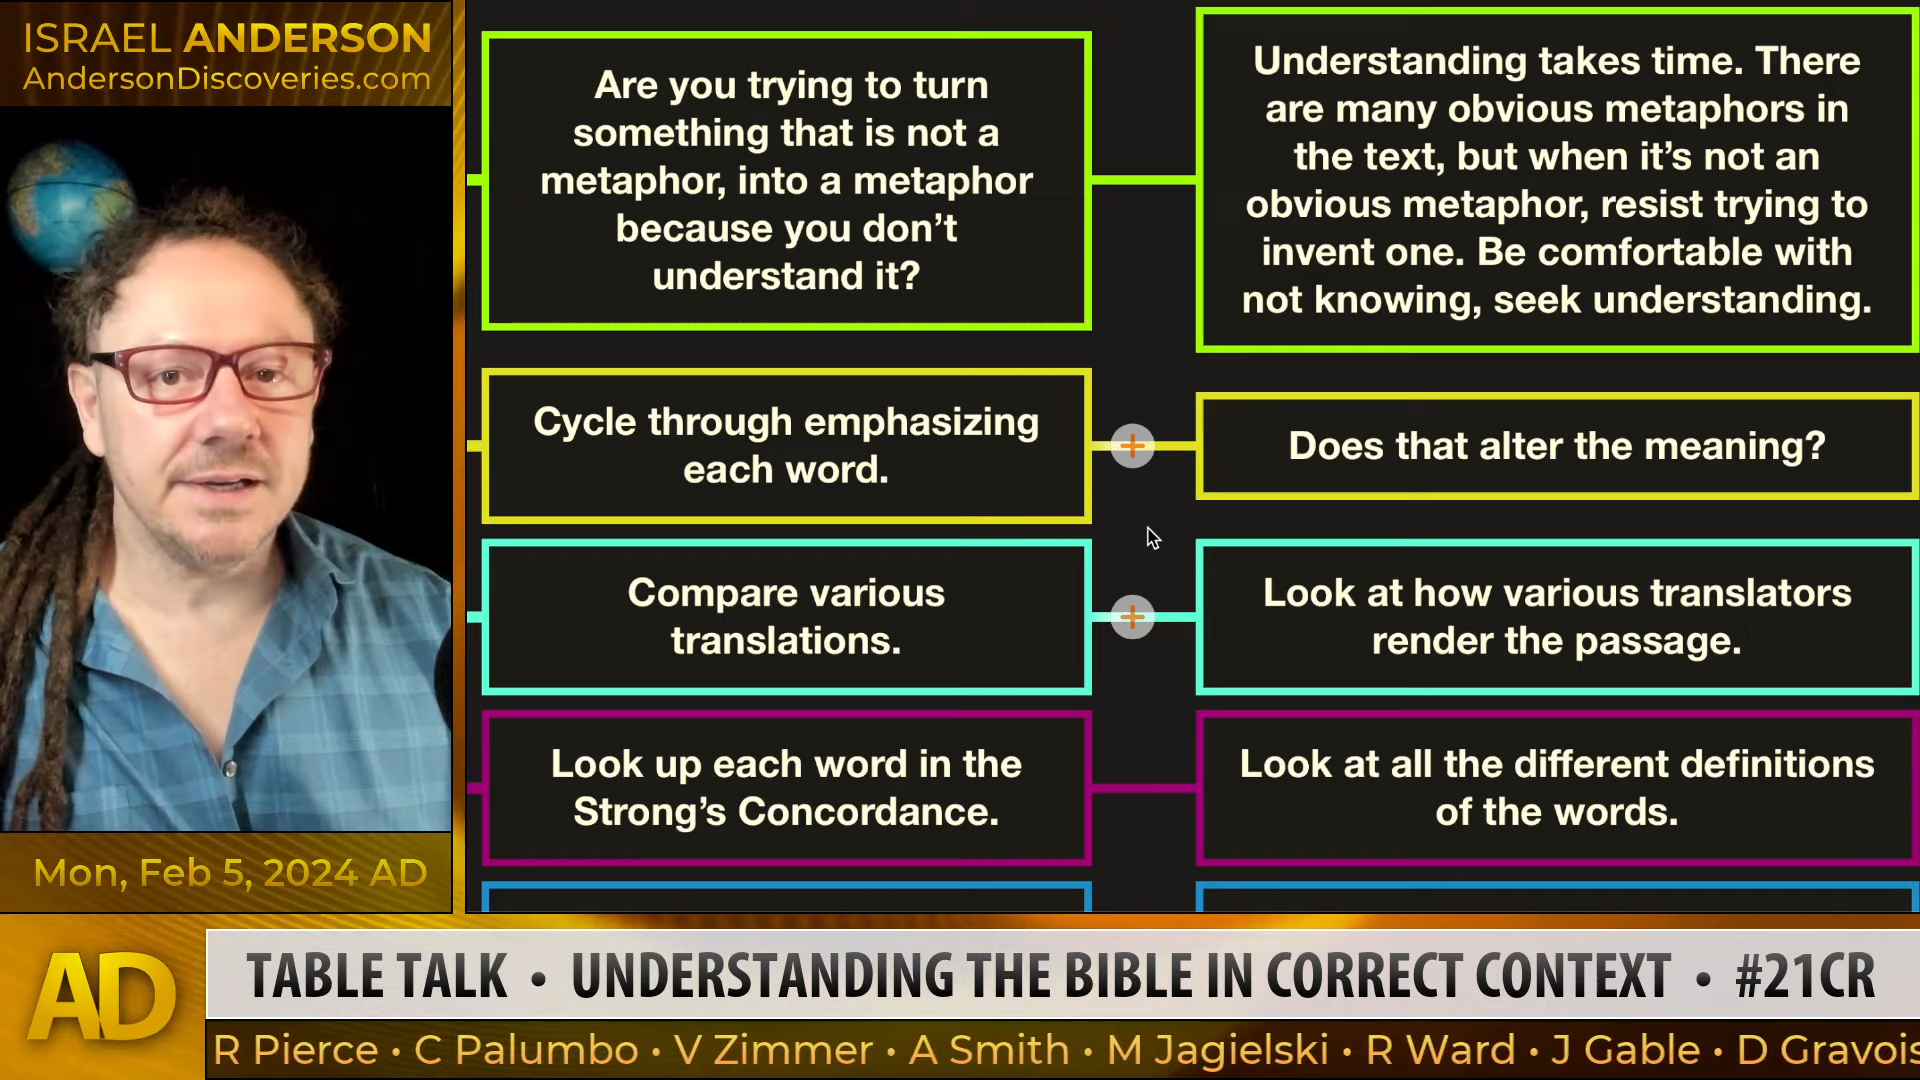 ISRAEL ANDERSON
AndersonDiscoveries.com
Are you trying to turn
something that is not a
metaphor, into a metaphor
because you don’t
understand it?
Understanding takes time. There
are many obvious metaphors in
the text, but when it’s not an
obvious metaphor, resist trying to
invent one. Be comfortable with
not knowing, seek understanding.
Cycle through emphasizing
each word.
Does that alter the meaning?
Compare various
translations.
Look at how various translators
render the passage.
Look up each word in the
Strong’s Concordance.
Look at all the different definitions
of the words.
Mon, Feb 5, 2024 AD
AD
TABLE TALK • UNDERSTANDING THE BIBLE IN CORRECT CONTEXT • #21CR
R Pierce • C Palumbo • V Zimmer • A Smith • M Jagielski • R Ward • J Gable • D Gravois